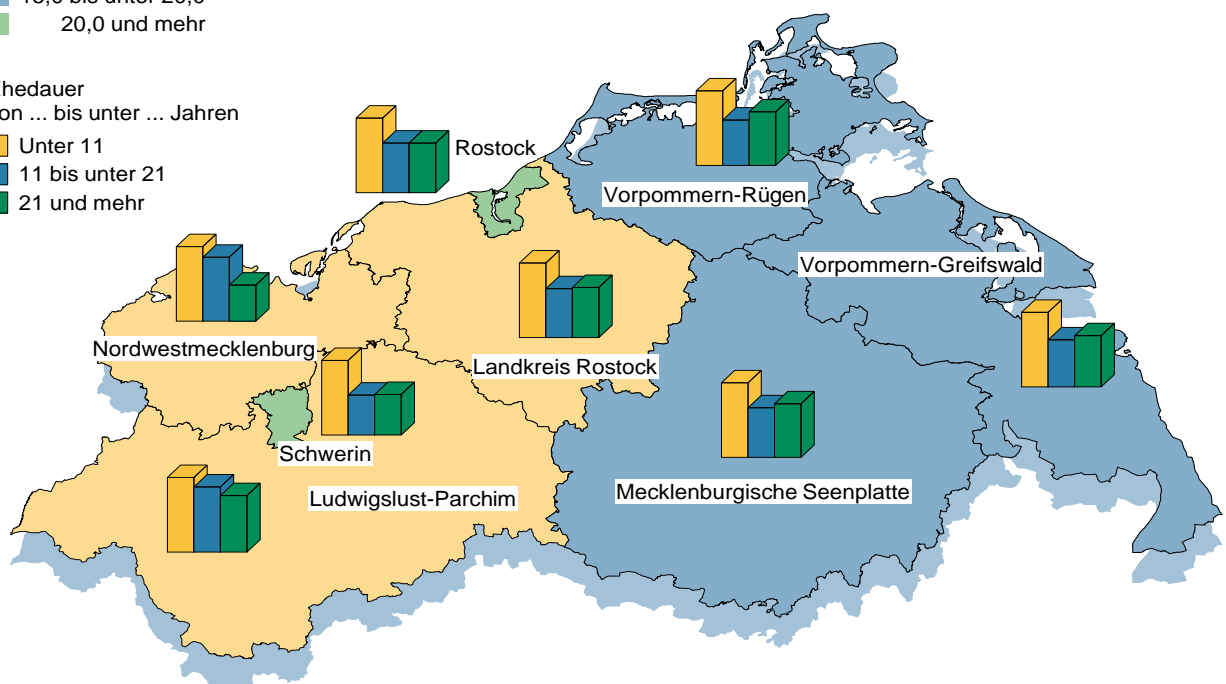 20,0 und mehr
... bis unter ... Jahren
Unter 11
11 bis unter 21
21 und mehr
Rostock
Vorpommern-Rügen
Vorpommern-Greifswald
Nordwestmecklenburg
Landkreis Rostock
Schwerin
Mecklenburgische Seenplatte
Ludwigslust-Parchim